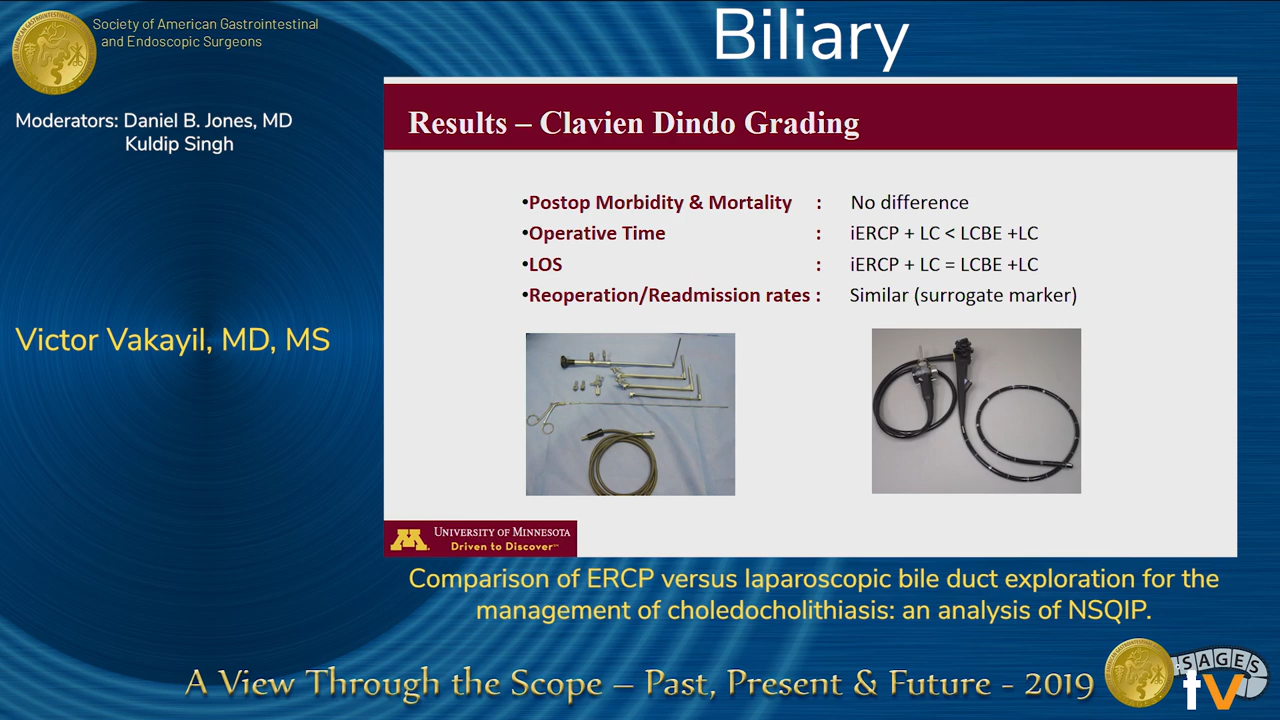 Society of American Gastrointestinal
and Endoscopic Surgeons
Biliary
Moderators: Daniel B. Jones, MD
Kuldip Singh
Victor Vakayil, MD, MS
Results – Clavien Dindo Grading
•Postop Morbidity & Mortality : No difference
•Operative Time : iERCP + LC < LCBE +LC
•LOS : iERCP + LC = LCBE +LC
•Reoperation/Readmission rates : Similar (surrogate marker)
M
UNIVERSITY OF MINNESOTA
Driven to Discover℠
Comparison of ERCP versus laparoscopic bile duct exploration for the
management of choledocholithiasis: an analysis of NSQIP.
A View Through the Scope – Past, Present & Future - 2019
SAGES
tv